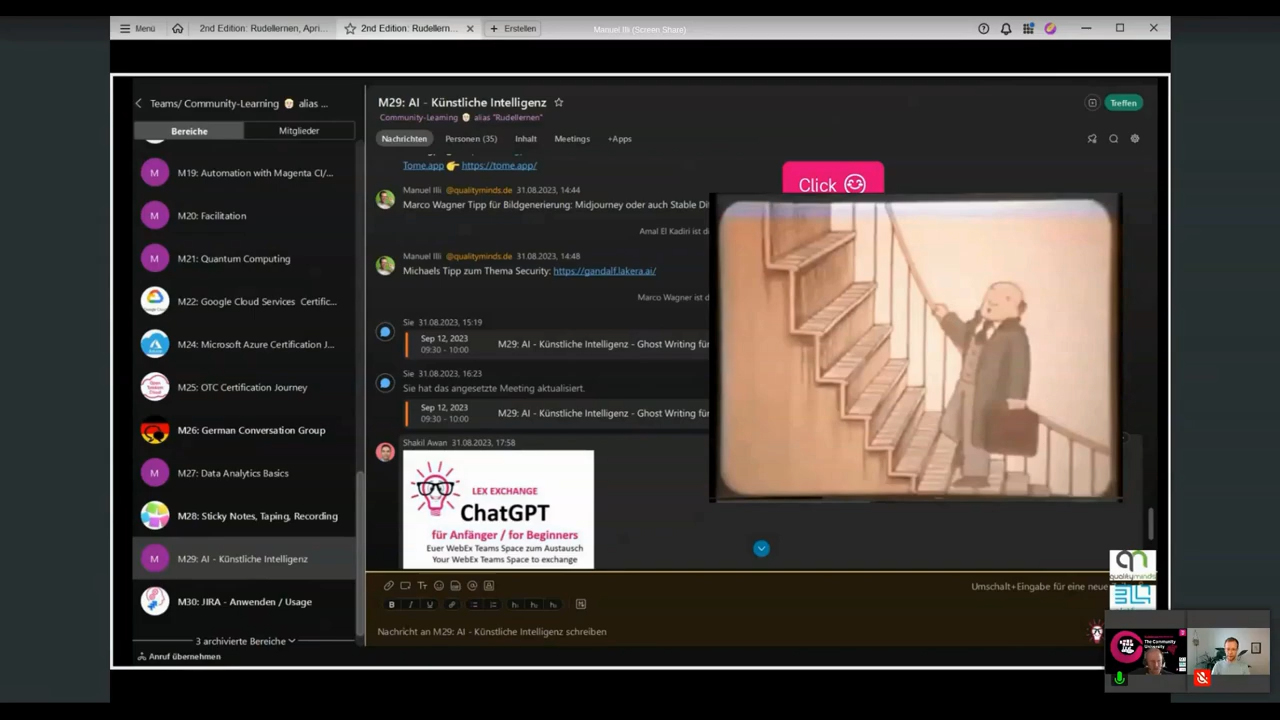 Menü
2nd Edition: Rudellernen, Apri...
2nd Edition: Rudellern...
Erstellen
Manuel Illi (Screen Share)
Teams/ Community-Learning alias ...
Bereiche
Mitglieder
M19: Automation with Magenta CI/...
M20: Facilitation
M21: Quantum Computing
M22: Google Cloud Services Certific...
M24: Microsoft Azure Certification J...
M25: OTC Certification Journey
M26: German Conversation Group
M27: Data Analytics Basics
M28: Sticky Notes, Taping, Recording
M29: AI - Künstliche Intelligenz
M30: JIRA - Anwenden / Usage
3 archivierte Bereiche
Anruf übernehmen
M29: AI - Künstliche Intelligenz
Treffen
Community-Learning alias "Rudellernen"
Nachrichten
Personen (35)
Inhalt
Meetings
+Apps
Tome.app https://tome.app/
Click
Manuel Illi @qualityminds.de 31.08.2023, 14:44
Marco Wagner Tipp für Bildgenerierung: Midjourney oder auch Stable Di
Amal El Kadiri ist d
Manuel Illi @qualityminds.de 31.08.2023, 14:48
Michaels Tipp zum Thema Security: https://gandalf.lakera.ai/
Marco Wagner ist d
Sie 31.08.2023, 15:19
Sep 12, 2023
09:30 - 10:00
M29: AI - Künstliche Intelligenz - Ghost Writing für
Sie 31.08.2023, 16:23
Sie hat das angesetzte Meeting aktualisiert.
Sep 12, 2023
09:30 - 10:00
M29: AI - Künstliche Intelligenz - Ghost Writing für
Shakil Awan 31.08.2023, 17:58
LEX EXCHANGE
ChatGPT
für Anfänger / for Beginners
Euer WebEx Teams Space zum Austausch
Your WebEx Teams Space to exchange
Umschalt+Eingabe für eine neue
Nachricht an M29: AI - Künstliche Intelligenz schreiben
qualityminds